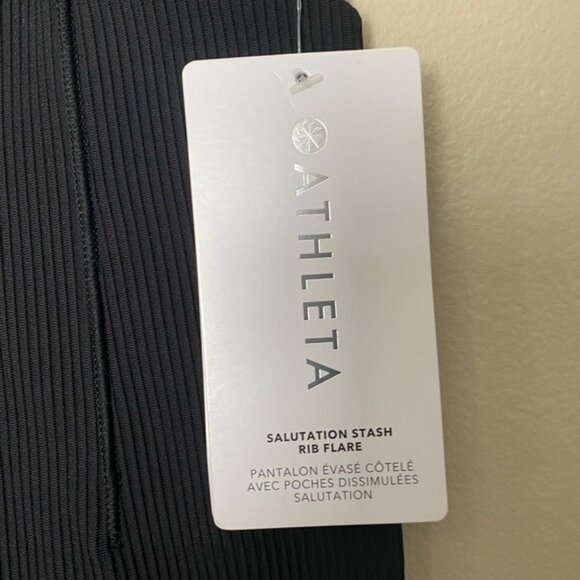 ATHLETA
SALUTATION STASH
RIB FLARE
PANTALON ÉVASÉ CÔTELÉ
AVEC POCHES DISSIMULÉES
SALUTATION